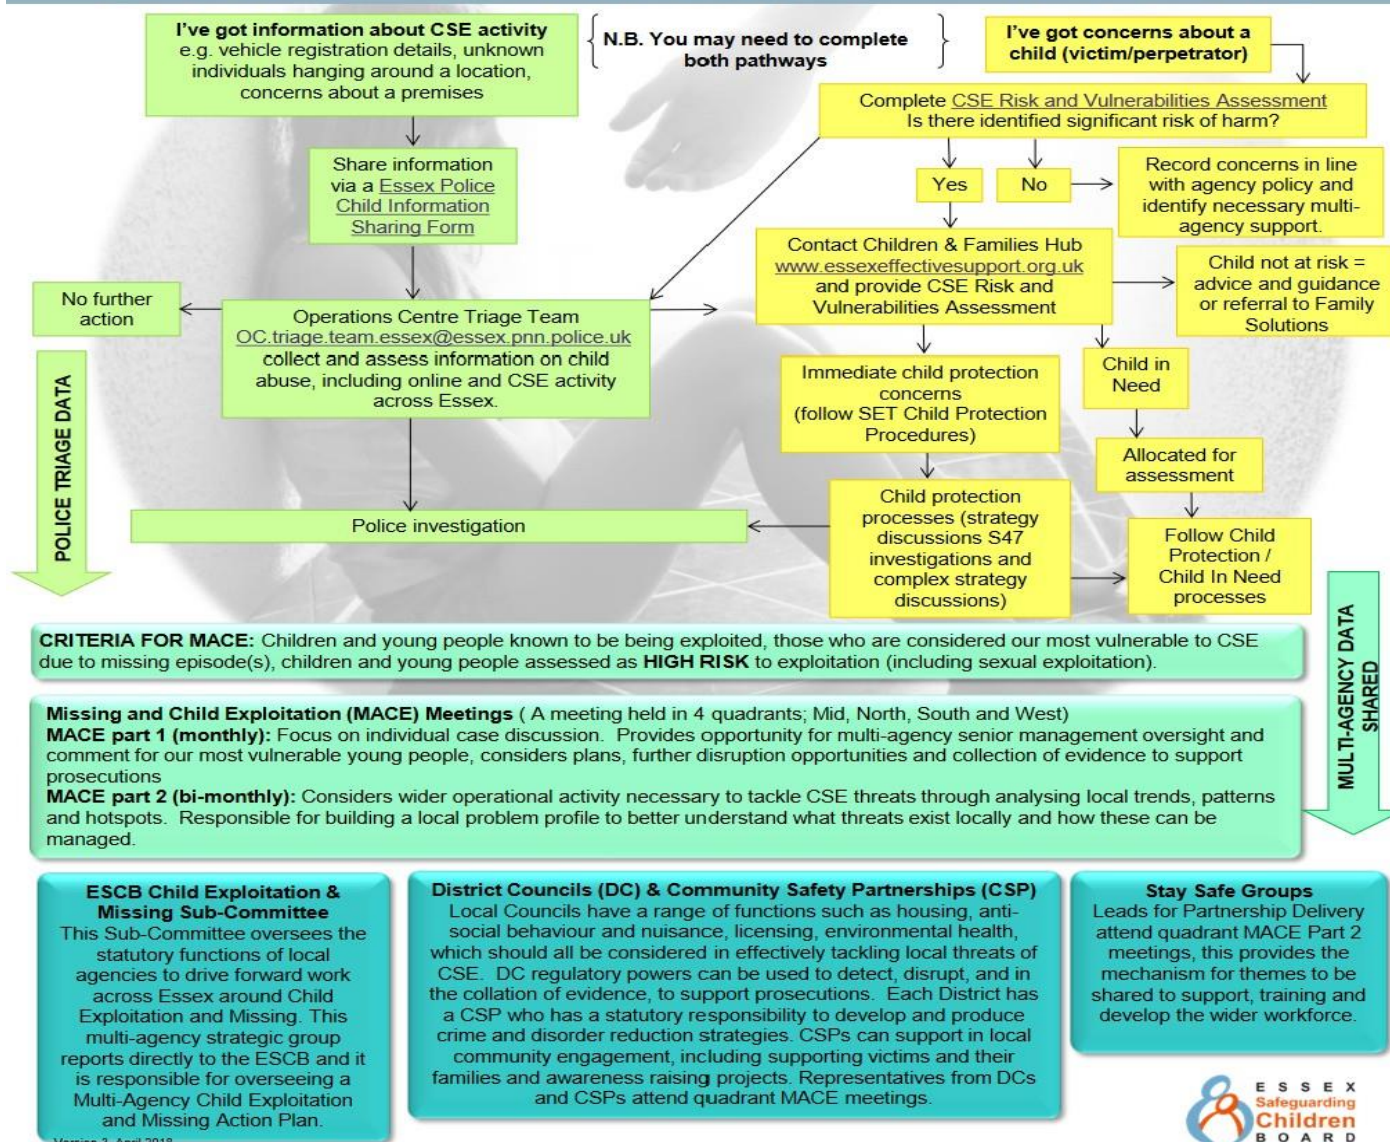 I've got information about CSE activity
e.g. vehicle registration details, unknown
individuals hanging around a location,
concerns about a premises
N.B. You may need to complete
both pathways
I've got concerns about a
child (victim/perpetrator)
Complete CSE Risk and Vulnerabilities Assessment
Is there identified significant risk of harm?
Share information
via a Essex Police
Child Information
Sharing Form
Yes
No
Record concerns in line
with agency policy and
identify necessary multi-
agency support.
Contact Children & Families Hub
www.essexeffectivesupport.org.uk
and provide CSE Risk and
Vulnerabilities Assessment
Child not at risk =
advice and guidance
or referral to Family
Solutions
No further
action
Operations Centre Triage Team
OC.triage.team.essex@essex.pnn.police.uk
collect and assess information on child
abuse, including online and CSE activity
across Essex.
Immediate child protection
concerns
(follow SET Child Protection
Procedures)
Child in
Need
Allocated for
assessment
POLICE TRIAGE DATA
Police investigation
Child protection
processes (strategy
discussions S47
investigations and
complex strategy
discussions)
Follow Child
Protection /
Child In Need
processes
MULTI-AGENCY DATA
SHARED
CRITERIA FOR MACE: Children and young people known to be being exploited, those who are considered our most vulnerable to CSE
due to missing episode(s), children and young people assessed as HIGH RISK to exploitation (including sexual exploitation).
Missing and Child Exploitation (MACE) Meetings ( A meeting held in 4 quadrants; Mid, North, South and West)
MACE part 1 (monthly): Focus on individual case discussion. Provides opportunity for multi-agency senior management oversight and
comment for our most vulnerable young people, considers plans, further disruption opportunities and collection of evidence to support
prosecutions
MACE part 2 (bi-monthly): Considers wider operational activity necessary to tackle CSE threats through analysing local trends, patterns
and hotspots. Responsible for building a local problem profile to better understand what threats exist locally and how these can be
managed.
ESCB Child Exploitation &
Missing Sub-Committee
This Sub-Committee oversees the
statutory functions of local
agencies to drive forward work
across Essex around Child
Exploitation and Missing. This
multi-agency strategic group
reports directly to the ESCB and it
is responsible for overseeing a
Multi-Agency Child Exploitation
and Missing Action Plan.
District Councils (DC) & Community Safety Partnerships (CSP)
Local Councils have a range of functions such as housing, anti-
social behaviour and nuisance, licensing, environmental health,
which should all be considered in effectively tackling local threats of
CSE. DC regulatory powers can be used to detect, disrupt, and in
the collation of evidence, to support prosecutions. Each District has
a CSP who has a statutory responsibility to develop and produce
crime and disorder reduction strategies. CSPs can support in local
community engagement, including supporting victims and their
families and awareness raising projects. Representatives from DCs
and CSPs attend quadrant MACE meetings.
Stay Safe Groups
Leads for Partnership Delivery
attend quadrant MACE Part 2
meetings, this provides the
mechanism for themes to be
shared to support, training and
develop the wider workforce.
ESSEX
Safeguarding
Children
BOARD
Version 3, April 2018